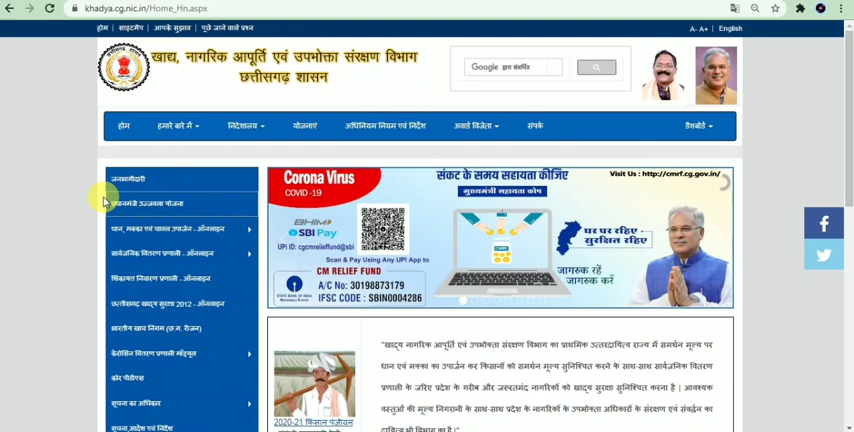 khadya.cg.nic.in/Home_Hn.aspx
होम | साइटमैप | आपके सुझाव | पूछे जाने वाले प्रश्न
A- A+ | English
खाद्य, नागरिक आपूर्ति एवं उपभोक्ता संरक्षण विभाग
छत्तीसगढ़ शासन
Google द्वारा संवर्धित
होम हमारे बारे में निदेशालय योजनाएं अधिनियम नियम एवं निर्देश अवार्ड विजेता संपर्क डैशबोर्ड
जनभागीदारी
प्रधानमंत्री उज्जवला योजना
धान, मक्का एवं चावल उपार्जन - ऑनलाइन
सार्वजनिक वितरण प्रणाली - ऑनलाइन
शिकायत निवारण प्रणाली - ऑनलाइन
छत्तीसगढ़ खाद्य सुरक्षा 2012 - ऑनलाइन
भारतीय खाद्य निगम (छ.ग. रीजन)
केरोसिन वितरण प्रणाली मॉड्यूल
कोर पीडीएस
सूचना का अधिकार
सूचना,आदेश एवं निर्देश
Corona Virus
COVID -19
BHIM
SBI Pay
UPi ID: cgcmrelieffund@sbi
Scan & Pay Using Any UPI App to
CM RELIEF FUND
A/C No: 30198873179
IFSC CODE : SBIN0004286
STATE BANK OF INDIA
संकट के समय सहायता कीजिए
मुख्यमंत्री सहायता कोष
Visit Us : http://cmrf.cg.gov.in/
घर पर रहिए -
सुरक्षित रहिए
जागरूक रहें
जागरूक करें
2020-21 किसान पंजीयन
"खाद्य नागरिक आपूर्ति एवं उपभोक्ता संरक्षण विभाग का प्राथमिक उत्तरदायित्व राज्य में समर्थन मूल्य पर
धान एवं मक्का का उपार्जन कर किसानों को समर्थन मूल्य सुनिश्चित करने के साथ-साथ सार्वजनिक वितरण
प्रणाली के जरिए प्रदेश के गरीब और जरुरतमंद नागरिकों को खाद्य सुरक्षा सुनिश्चित करना है | आवश्यक
वस्तुओं की मूल्य निगरानी के साथ-साथ प्रदेश के नागरिकों के उपभोक्ता अधिकारों के संरक्षण एवं संवर्द्धन का
दायित्व भी विभाग का है।"